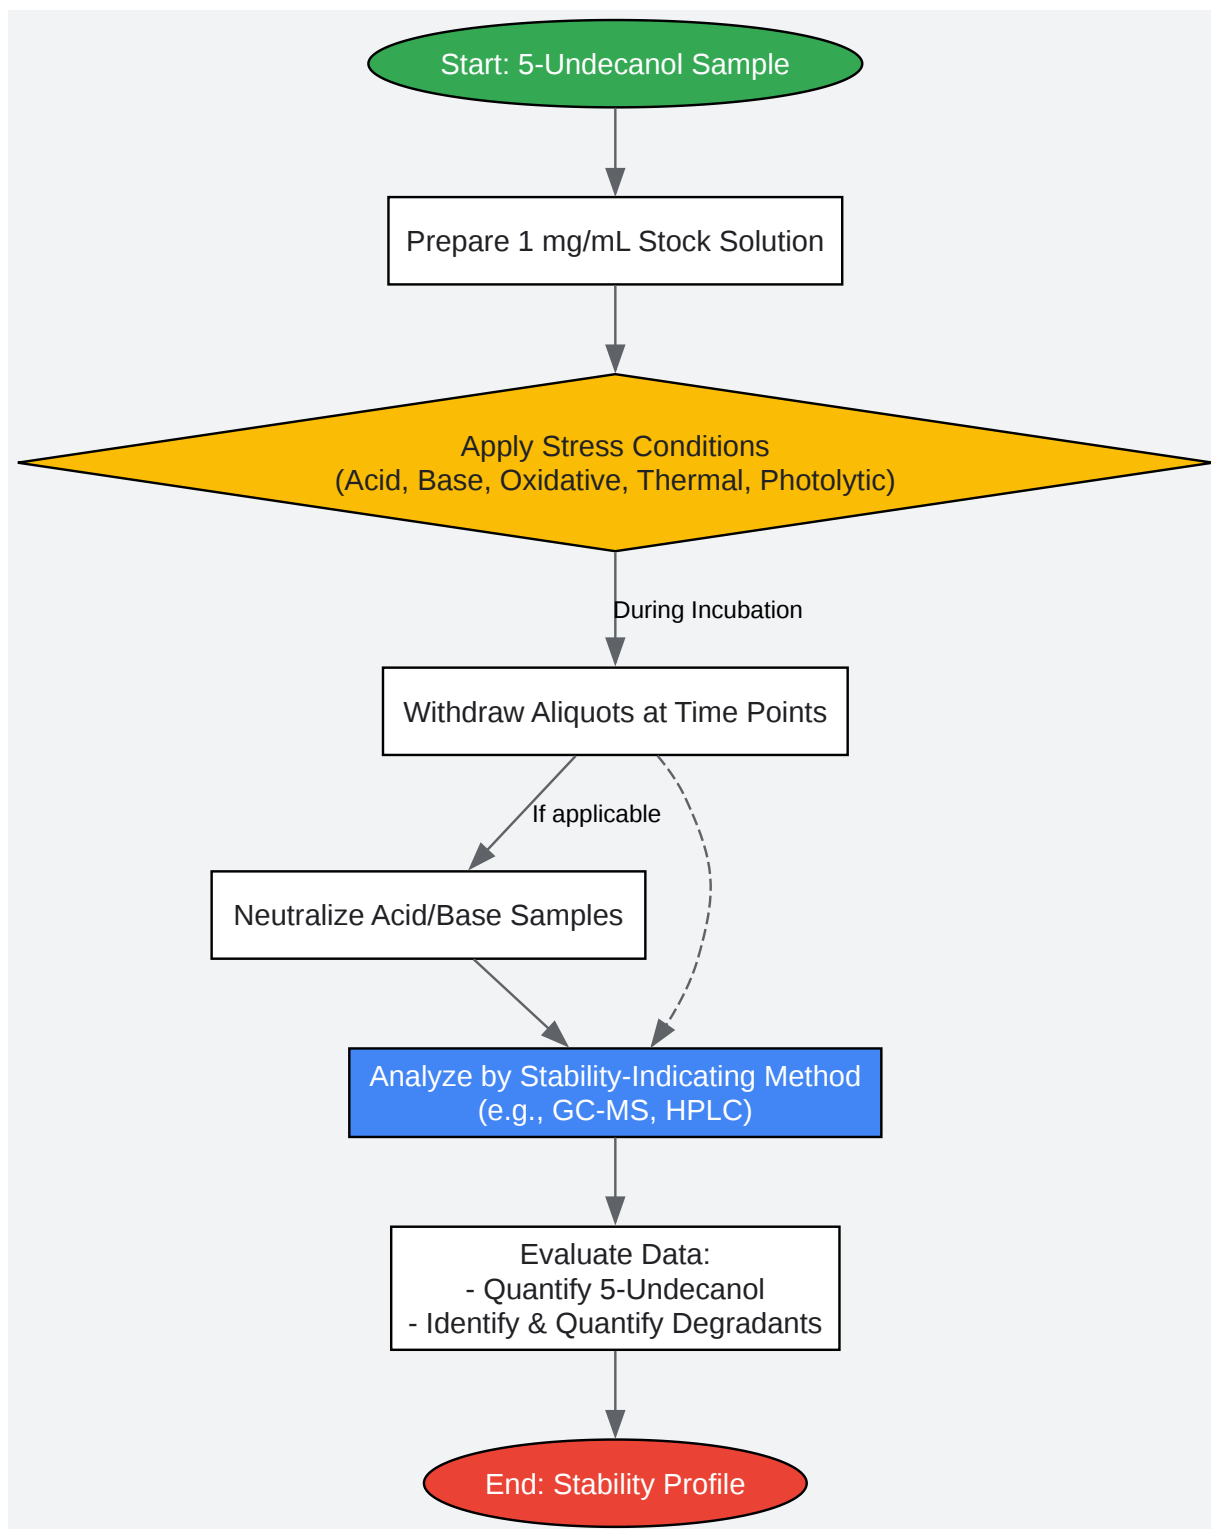 Start: 5-Undecanol Sample
Prepare 1 mg/mL Stock Solution
Apply Stress Conditions
(Acid, Base, Oxidative, Thermal, Photolytic)
During Incubation
Withdraw Aliquots at Time Points
If applicable
Neutralize Acid/Base Samples
Analyze by Stability-Indicating Method
(e.g., GC-MS, HPLC)
Evaluate Data:
- Quantify 5-Undecanol
- Identify & Quantify Degradants
End: Stability Profile